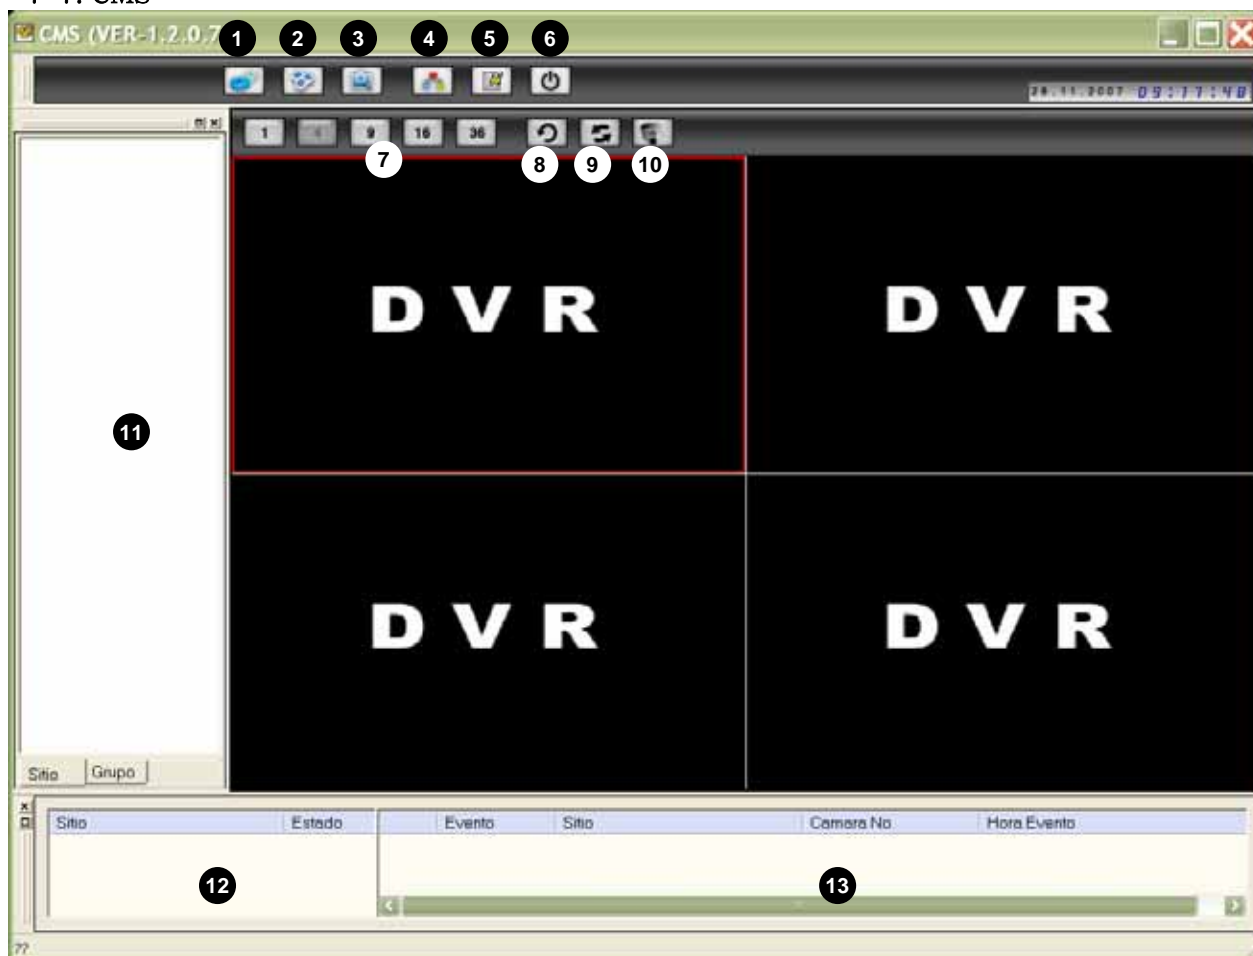 CMS
CMS (VER-1.2.0.7
1 2 3 4 5 6
28.11.2007 09:17:48
1 4 9 16 36
7 8 9 10
DVR DVR
11
DVR DVR
Sitio Grupo
Sitio Estado Evento Sitio Camara No Hora Evento
12 13
??